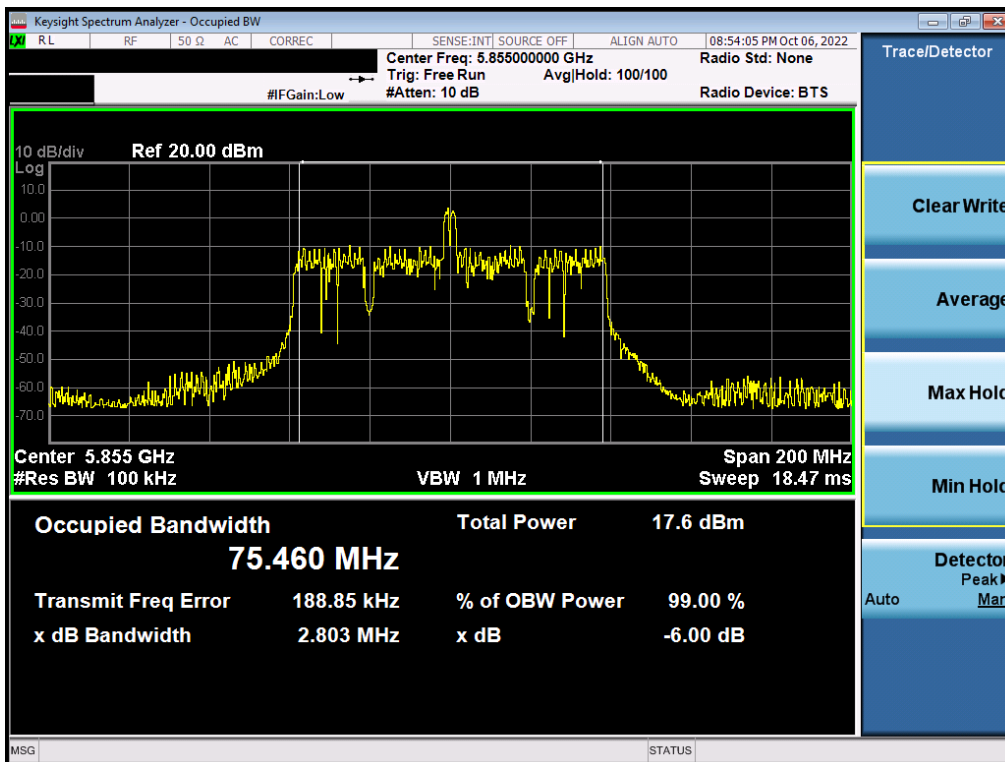 Keysight Spectrum Analyzer - Occupied BW
LXI RL RF 50 Ω AC CORREC SENSE:INT SOURCE OFF ALIGN AUTO 08:54:05 PM Oct 06, 2022
Center Freq: 5.855000000 GHz Radio Std: None
Trig: Free Run Avg|Hold: 100/100
#IFGain:Low #Atten: 10 dB Radio Device: BTS
Trace/Detector
10 dB/div Ref 20.00 dBm
Log
10.0
0.00
-10.0
-20.0
-30.0
-40.0
-50.0
-60.0
-70.0
Center 5.855 GHz Span 200 MHz
#Res BW 100 kHz VBW 1 MHz Sweep 18.47 ms
Occupied Bandwidth Total Power 17.6 dBm
75.460 MHz
Transmit Freq Error 188.85 kHz % of OBW Power 99.00 %
x dB Bandwidth 2.803 MHz x dB -6.00 dB
Clear Write
Average
Max Hold
Min Hold
Detector
Peak
Auto Man
MSG STATUS